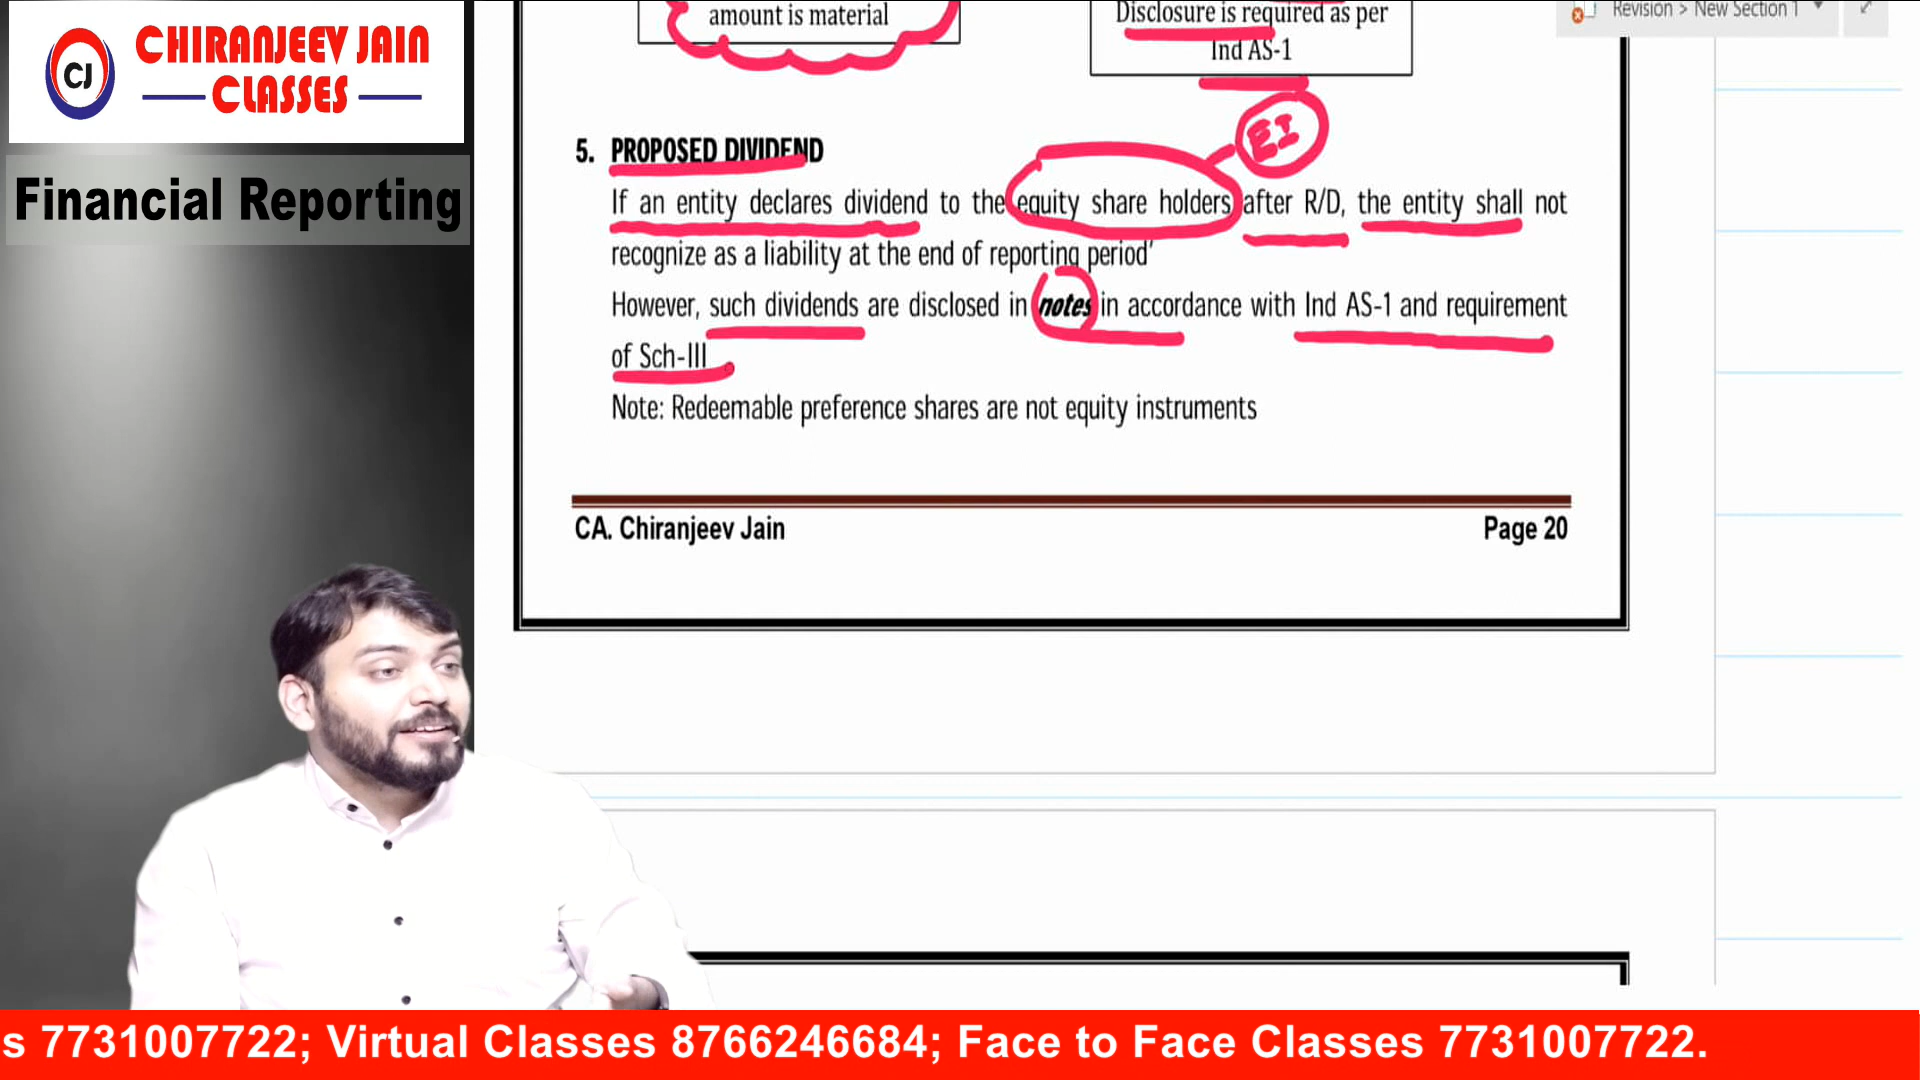 CHIRANJEEV JAIN
CLASSES
CJ
Financial Reporting
Revision > New Section 1
amount is material
Disclosure is required as per
Ind AS-1
EI
5. PROPOSED DIVIDEND
If an entity declares dividend to the equity share holders after R/D, the entity shall not
recognize as a liability at the end of reporting period'
However, such dividends are disclosed in notes in accordance with Ind AS-1 and requirement
of Sch-III
Note: Redeemable preference shares are not equity instruments
CA. Chiranjeev Jain
Page 20
s 7731007722; Virtual Classes 8766246684; Face to Face Classes 7731007722.